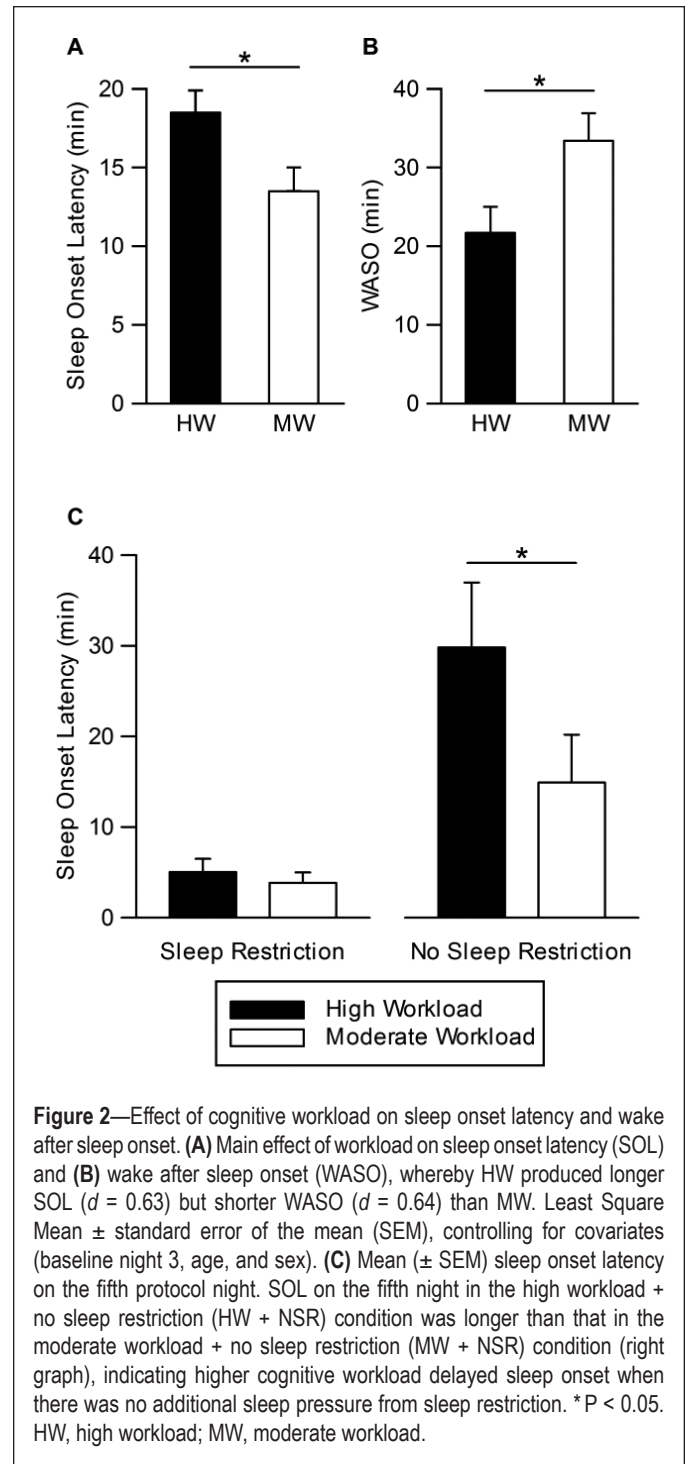 A
*
20
15
10
5
0
Sleep Onset Latency (min)
HW MW
B
*
40
30
20
10
0
WASO (min)
HW MW
C
*
40
30
20
10
0
Sleep Onset Latency (min)
Sleep Restriction No Sleep Restriction
High Workload
Moderate Workload
Figure 2—Effect of cognitive workload on sleep onset latency and wake
after sleep onset. (A) Main effect of workload on sleep onset latency (SOL)
and (B) wake after sleep onset (WASO), whereby HW produced longer
SOL (d = 0.63) but shorter WASO (d = 0.64) than MW. Least Square
Mean ± standard error of the mean (SEM), controlling for covariates
(baseline night 3, age, and sex). (C) Mean (± SEM) sleep onset latency
on the fifth protocol night. SOL on the fifth night in the high workload +
no sleep restriction (HW + NSR) condition was longer than that in the
moderate workload + no sleep restriction (MW + NSR) condition (right
graph), indicating higher cognitive workload delayed sleep onset when
there was no additional sleep pressure from sleep restriction. * P < 0.05.
HW, high workload; MW, moderate workload.